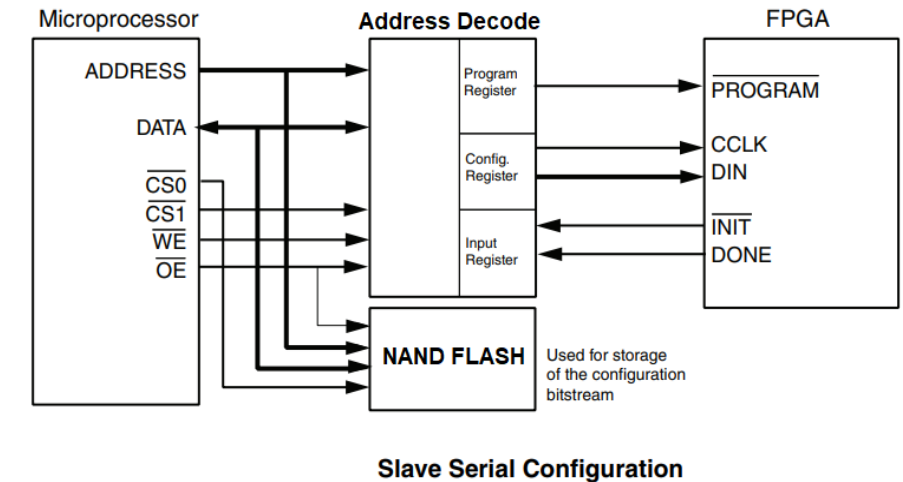 Microprocessor
Address Decode
FPGA
ADDRESS
DATA
CS0
CS1
WE
OE
Program
Register
Config.
Register
Input
Register
PROGRAM
CCLK
DIN
INIT
DONE
NAND FLASH
Used for storage
of the configuration
bitstream
Slave Serial Configuration